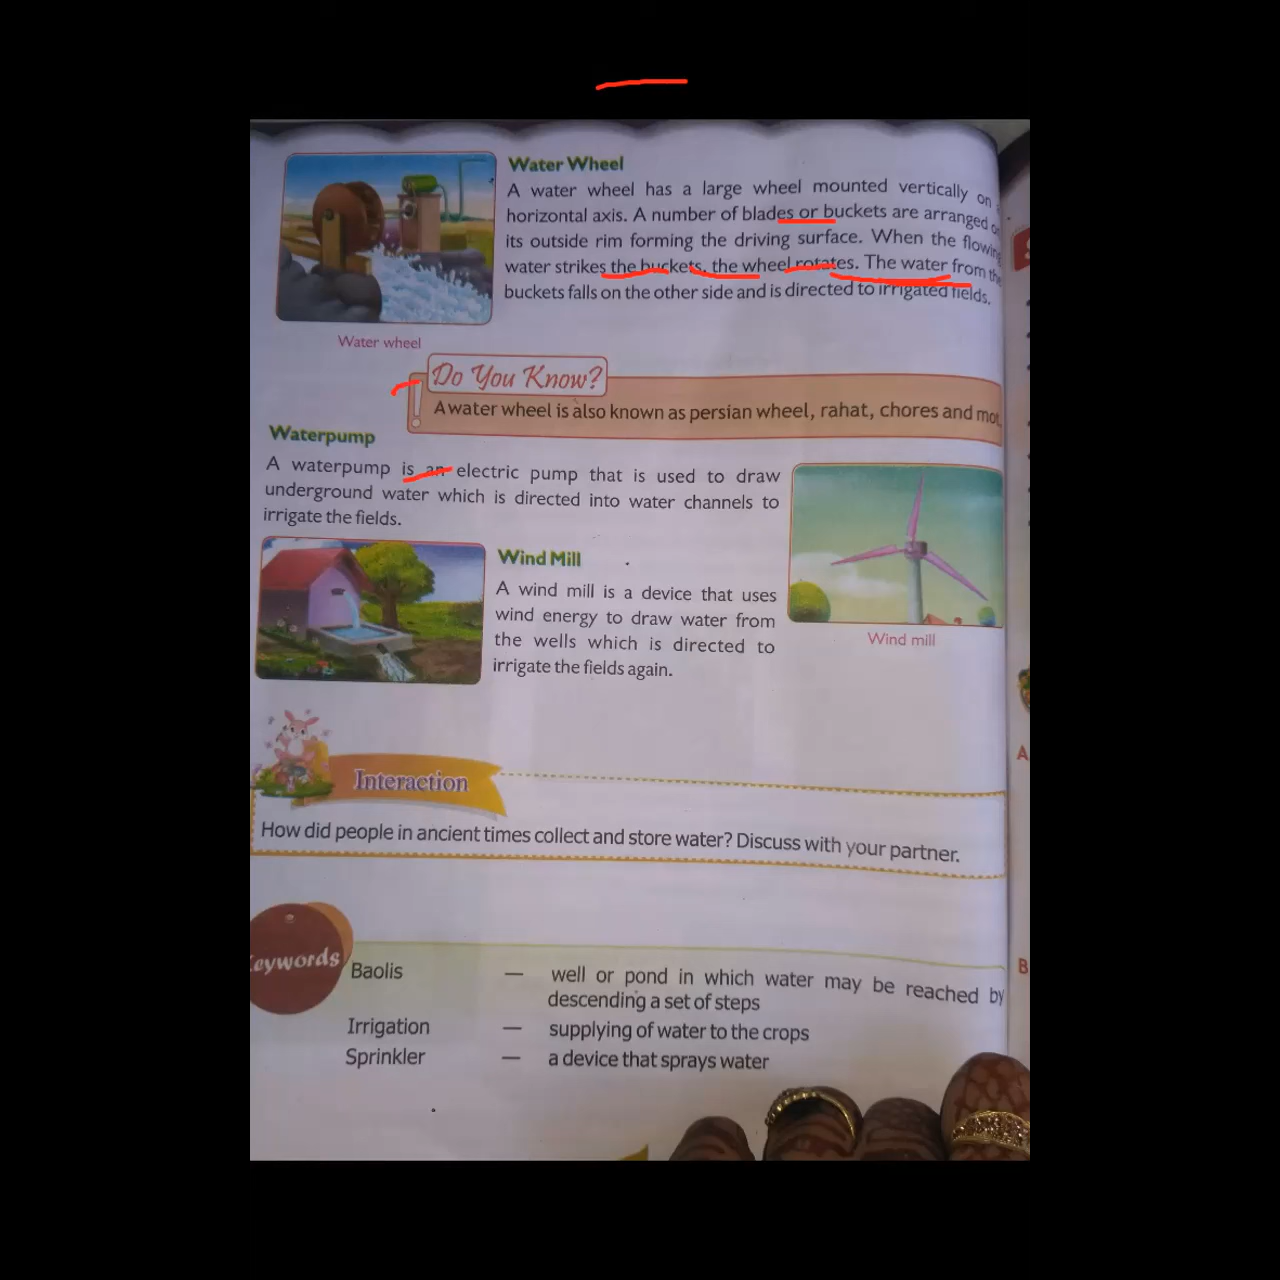 Water Wheel
A water wheel has a large wheel mounted vertically on
horizontal axis. A number of blades or buckets are arranged
its outside rim forming the driving surface. When the flowing
water strikes the buckets, the wheel rotates. The water from the
buckets falls on the other side and is directed to irrigated fields.
Water wheel
Do You Know?
A water wheel is also known as persian wheel, rahat, chores and
Waterpump
A waterpump is an electric pump that is used to draw
underground water which is directed into water channels to
irrigate the fields.
Wind Mill
A wind mill is a device that uses
wind energy to draw water from
the wells which is directed to
irrigate the fields again.
Wind mill
Interaction
How did people in ancient times collect and store water? Discuss with your partner.
Keywords
Baolis — well or pond in which water may be reached by
descending a set of steps
Irrigation — supplying of water to the crops
Sprinkler — a device that sprays water
A
B